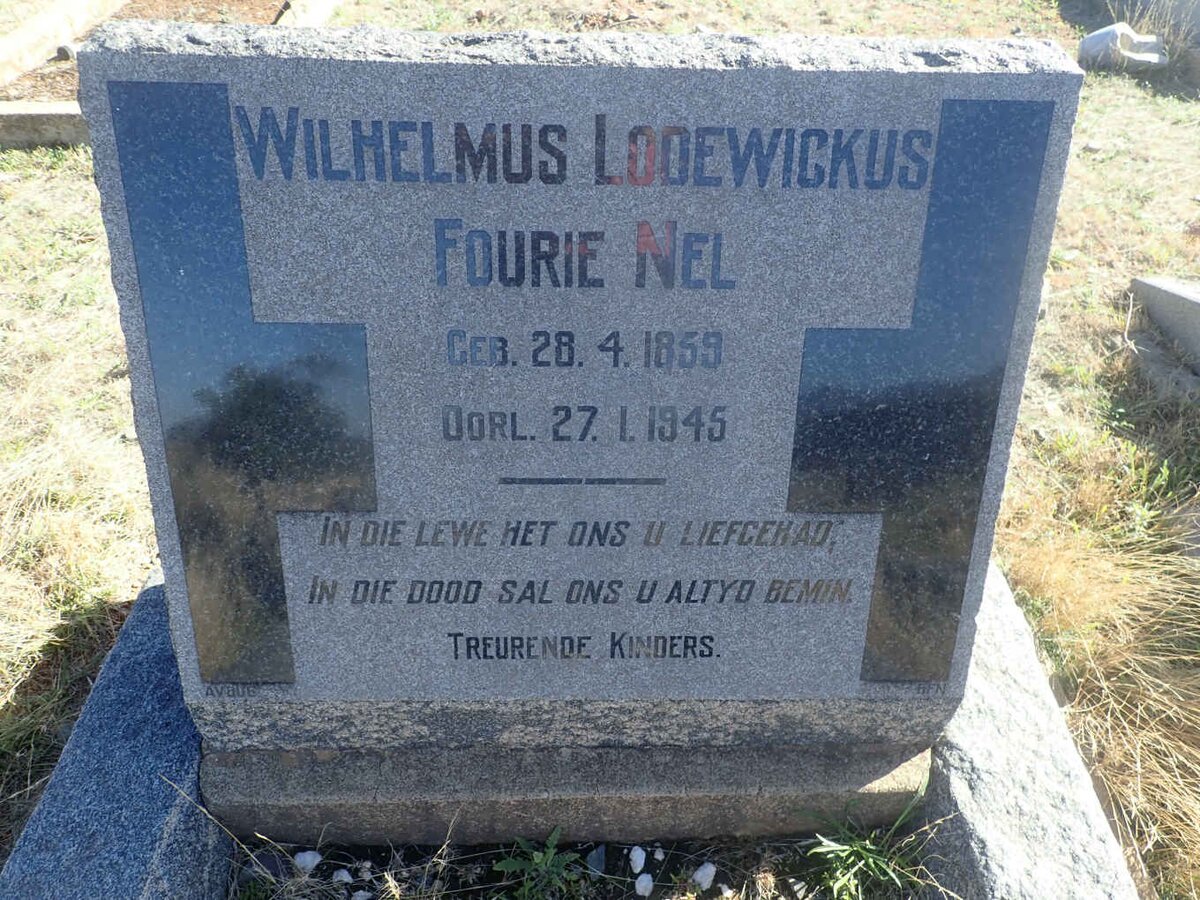 WILHELMUS LODEWICKUS
FOURIE NEL
GEB. 28. 4. 1859
OORL. 27. 1. 1945
IN DIE LEWE HET ONS U LIEFGEHAD;
IN DIE DOOD SAL ONS U ALTYD BEMIN.
TREURENDE KINDERS.
BFN